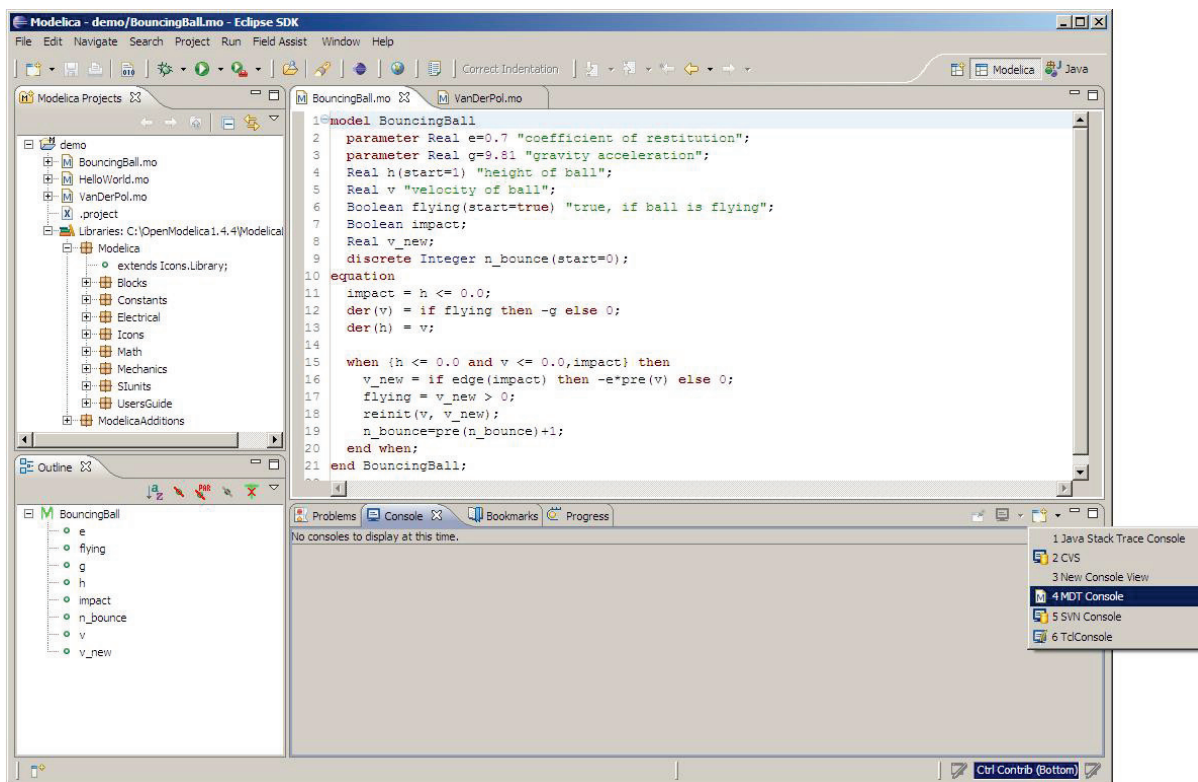 Modelica - demo/BouncingBall.mo - Eclipse SDK
File Edit Navigate Search Project Run Field Assist Window Help
Correct Indentation
Modelica
Java
Modelica Projects
demo
BouncingBall.mo
HelloWorld.mo
VanDerPol.mo
.project
Libraries: C:\OpenModelica1.4.4\Modelical
Modelica
extends Icons.Library;
Blocks
Constants
Electrical
Icons
Math
Mechanics
SIunits
UsersGuide
ModelicaAdditions
BouncingBall.mo
VanDerPol.mo
1 model BouncingBall
2 parameter Real e=0.7 "coefficient of restitution";
3 parameter Real g=9.81 "gravity acceleration";
4 Real h(start=1) "height of ball";
5 Real v "velocity of ball";
6 Boolean flying(start=true) "true, if ball is flying";
7 Boolean impact;
8 Real v_new;
9 discrete Integer n_bounce(start=0);
10 equation
11 impact = h <= 0.0;
12 der(v) = if flying then -g else 0;
13 der(h) = v;
14
15 when {h <= 0.0 and v <= 0.0,impact} then
16 v_new = if edge(impact) then -e*pre(v) else 0;
17 flying = v_new > 0;
18 reinit(v, v_new);
19 n_bounce=pre(n_bounce)+1;
20 end when;
21 end BouncingBall;
Outline
BouncingBall
e
flying
g
h
impact
n_bounce
v
v_new
Problems Console Bookmarks Progress
No consoles to display at this time.
1 Java Stack Trace Console
2 CVS
3 New Console View
4 MDT Console
5 SVN Console
6 TclConsole
Ctrl Contrib (Bottom)